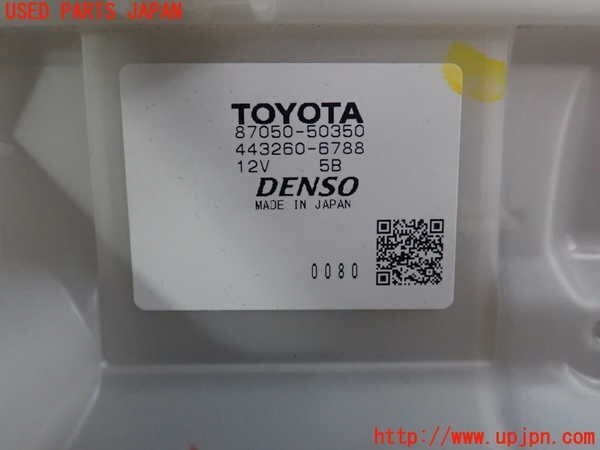 USED PARTS JAPAN
TOYOTA
87050-50350
443260-6788
12V 5B
DENSO
MADE IN JAPAN
0080
http://www.upjpn.com/